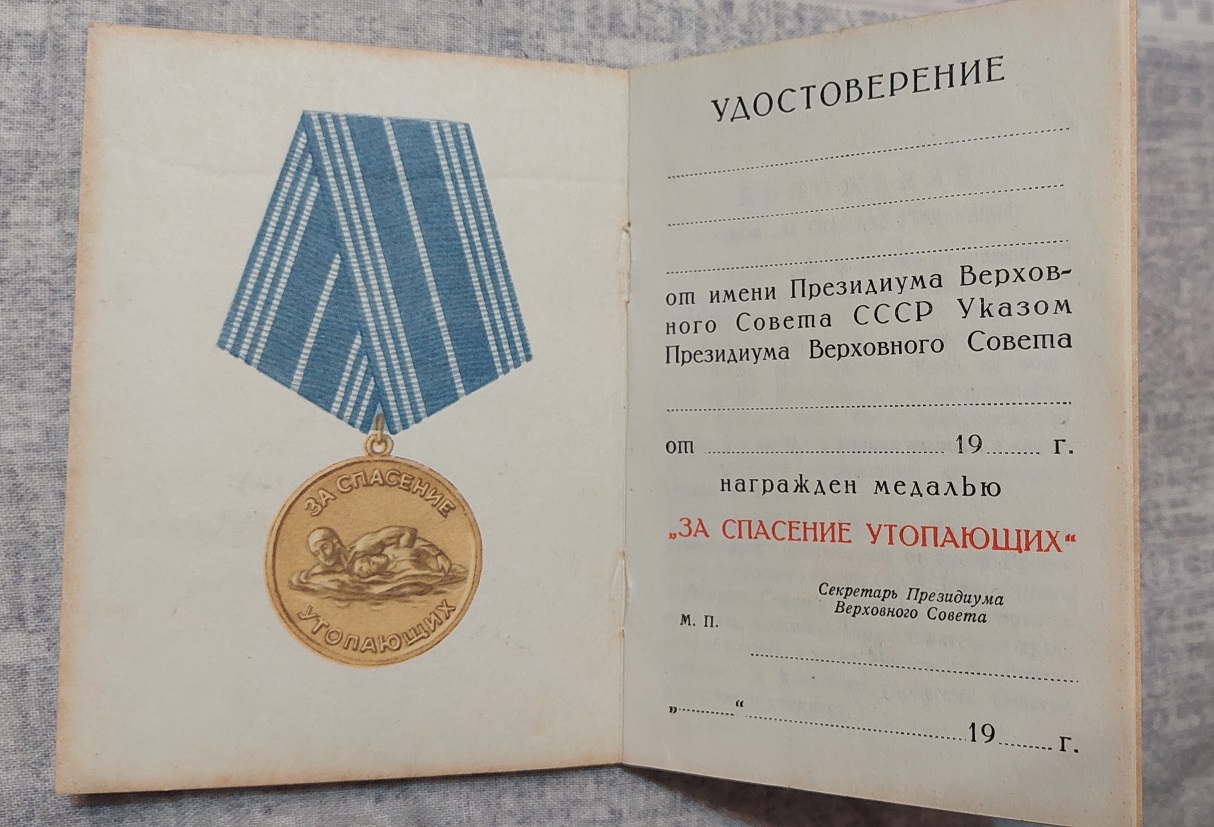 ЗА СПАСЕНИЕ
УТОПАЮЩИХ
УДОСТОВЕРЕНИЕ
от имени Президиума Верхов-
ного Совета СССР Указом
Президиума Верховного Совета
от 19 г.
награжден медалью
„ЗА СПАСЕНИЕ УТОПАЮЩИХ“
Секретарь Президиума
Верховного Совета
М. П.
„ “ 19 г.